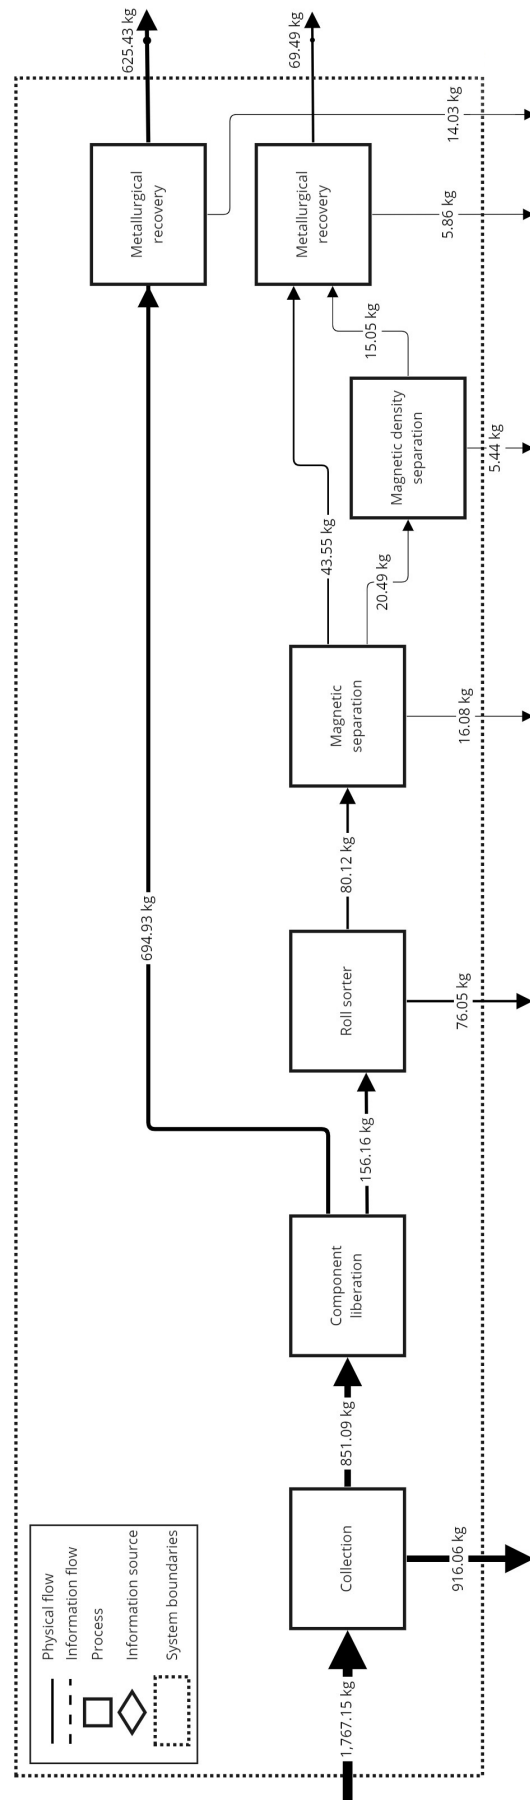 Physical flow
Information flow
Process
Information source
System boundaries
1,767.15 kg
Collection
916.06 kg
851.09 kg
Component
liberation
694.93 kg
156.16 kg
Roll sorter
76.05 kg
80.12 kg
Magnetic
separation
16.08 kg
43.55 kg
20.49 kg
Magnetic density
separation
5.44 kg
15.05 kg
Metallurgical
recovery
14.03 kg
625.43 kg
Metallurgical
recovery
5.86 kg
69.49 kg